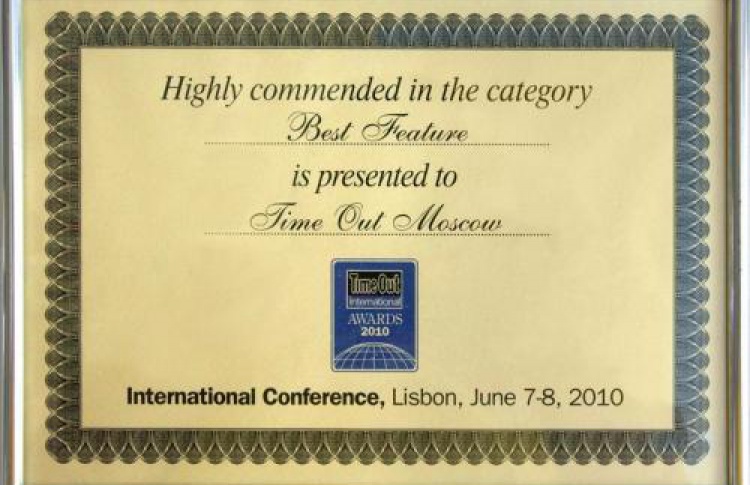 Highly commended in the category
Best Feature
is presented to
Time Out Moscow
Time Out
International
AWARDS
2010
International Conference, Lisbon, June 7-8, 2010